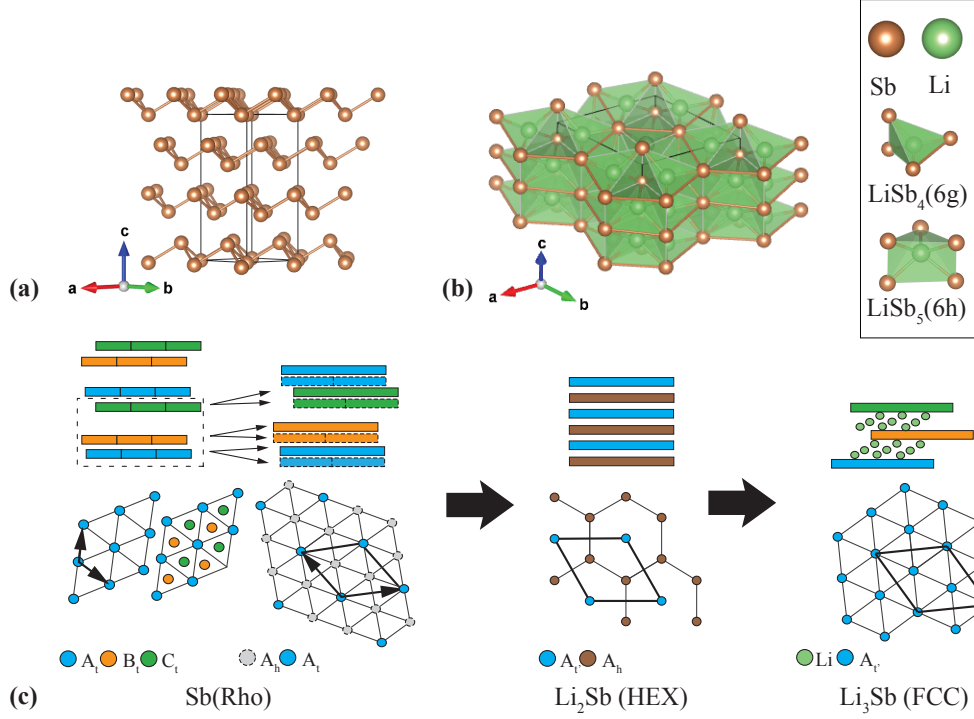 c
a
b
(a)
c
a
b
(b)
Sb
Li
LiSb₄(6g)
LiSb₅(6h)
Aₜ
Bₜ
Cₜ
Aₕ
Aₜ
Aₜ'
Aₕ
Li
Aₜ'
(c)
Sb(Rho)
Li₂Sb (HEX)
Li₃Sb (FCC)